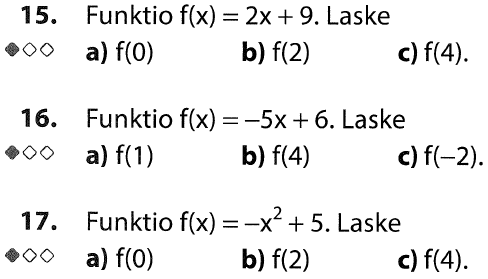 15. Funktio f(x) = 2x + 9. Laske
a) f(0) b) f(2) c) f(4).
16. Funktio f(x) = –5x + 6. Laske
a) f(1) b) f(4) c) f(–2).
17. Funktio f(x) = –x² + 5. Laske
a) f(0) b) f(2) c) f(4).